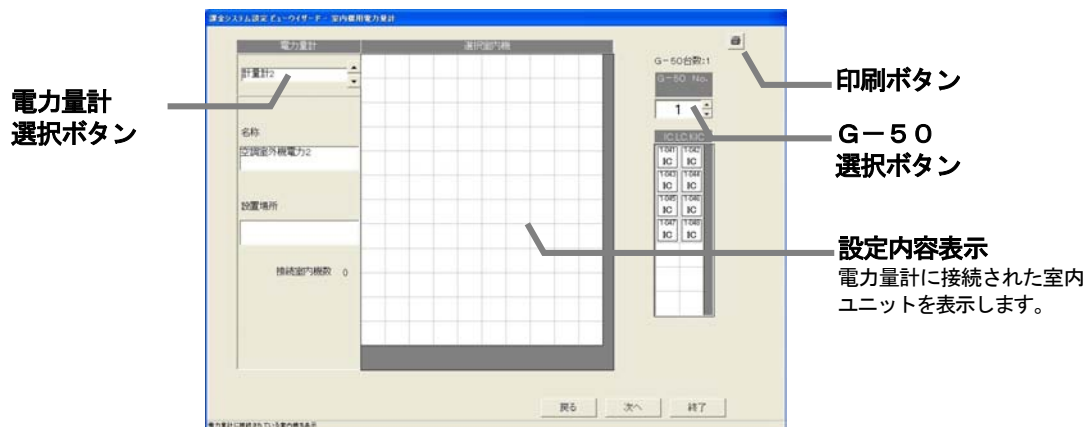 課金システム設定 ビューウィザード - 室内機用電力量計
電力量計
選択室内機
計量計2
名称
空調室外機電力2
設置場所
接続室内機数 0
G-50台数:1
G-50 No.
1
IC,LC,KIC
1-041 1-042
IC IC
1-043 1-044
IC IC
1-045 1-046
IC IC
1-047 1-048
IC IC
戻る 次へ 終了
電力量計に接続されている室内機を表示
電力量計
選択ボタン
印刷ボタン
G-50
選択ボタン
設定内容表示
電力量計に接続された室内
ユニットを表示します。